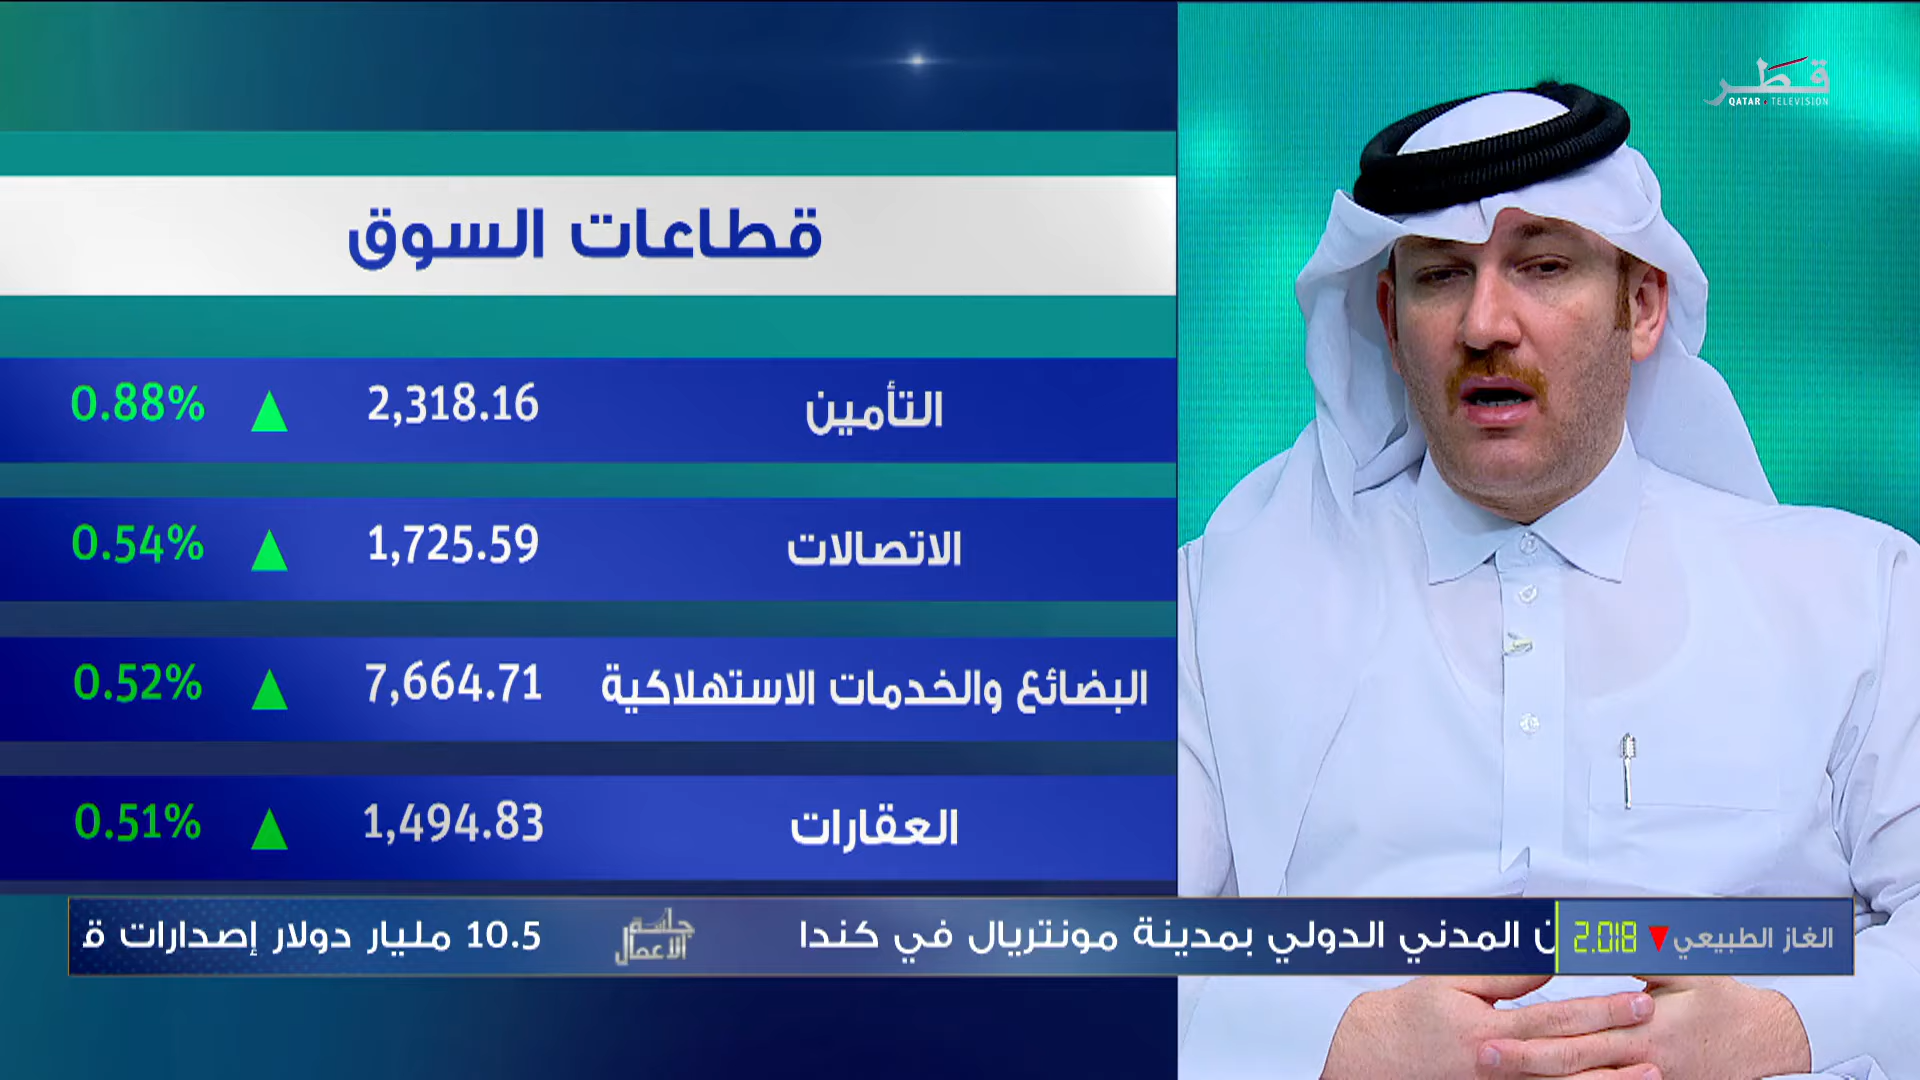 قطر
QATAR TELEVISION
قطاعات السوق
التأمين 2,318.16 ▲ 0.88%
الاتصالات 1,725.59 ▲ 0.54%
البضائع والخدمات الاستهلاكية 7,664.71 ▲ 0.52%
العقارات 1,494.83 ▲ 0.51%
الغاز الطبيعي ▼ 2.018
ن المدني الدولي بمدينة مونتريال في كندا جلسة الأعمال 10.5 مليار دولار إصدارات ق